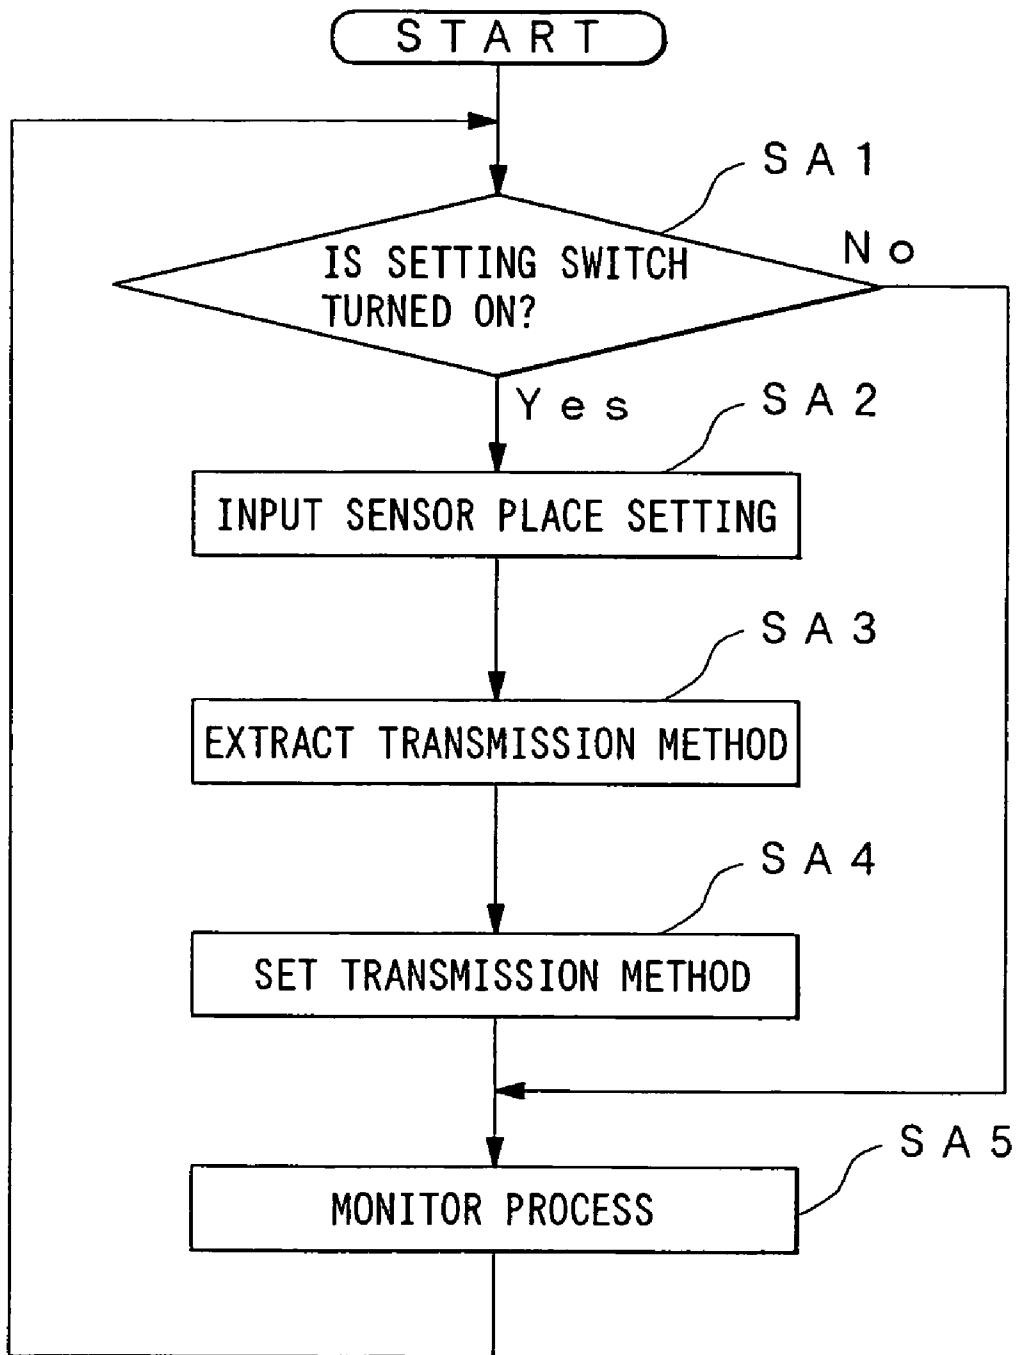 START
SA1
IS SETTING SWITCH
TURNED ON?
No
Yes
SA2
INPUT SENSOR PLACE SETTING
SA3
EXTRACT TRANSMISSION METHOD
SA4
SET TRANSMISSION METHOD
SA5
MONITOR PROCESS